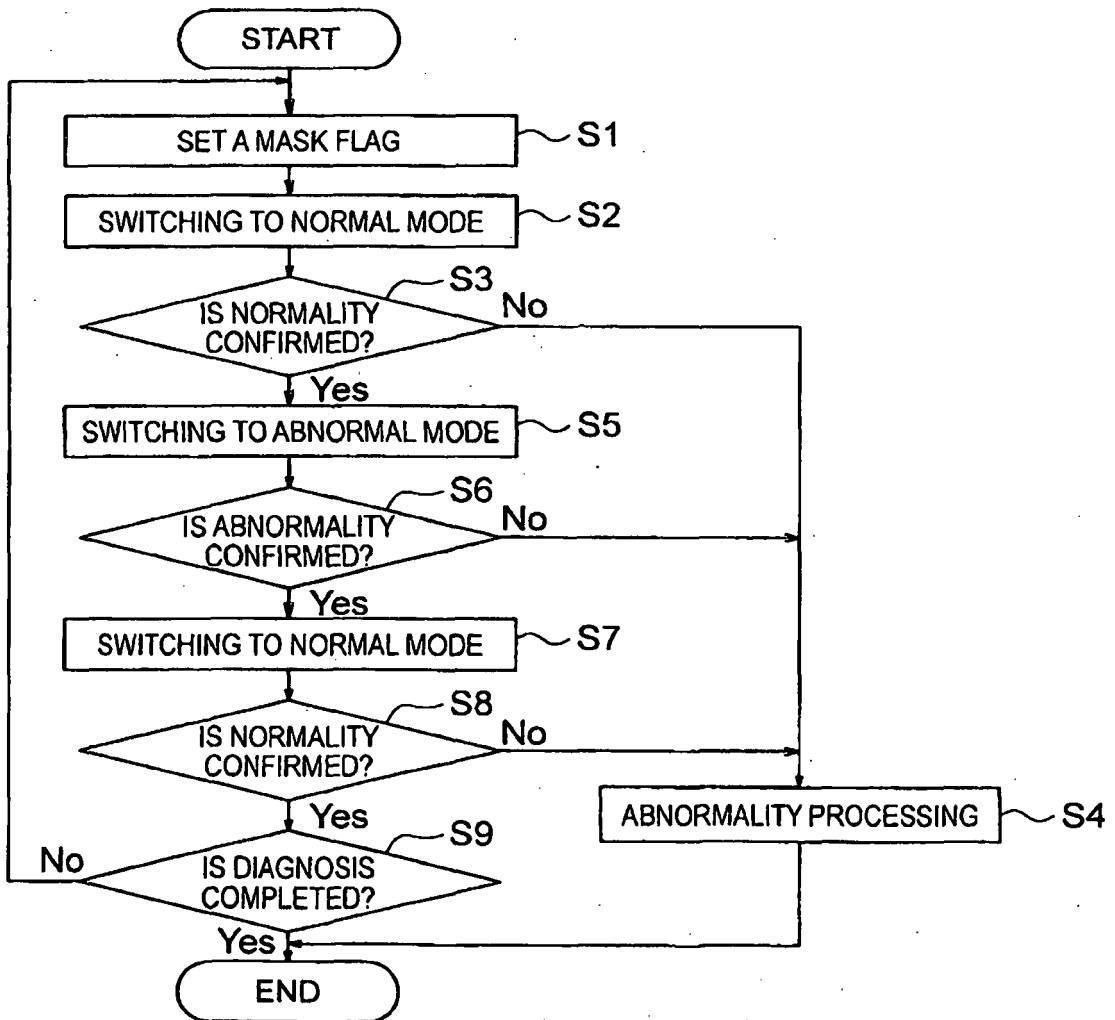 START
SET A MASK FLAG
S1
SWITCHING TO NORMAL MODE
S2
S3
IS NORMALITY
CONFIRMED?
No
Yes
SWITCHING TO ABNORMAL MODE
S5
S6
IS ABNORMALITY
CONFIRMED?
No
Yes
SWITCHING TO NORMAL MODE
S7
S8
IS NORMALITY
CONFIRMED?
No
Yes
ABNORMALITY PROCESSING
S4
S9
No
IS DIAGNOSIS
COMPLETED?
Yes
END